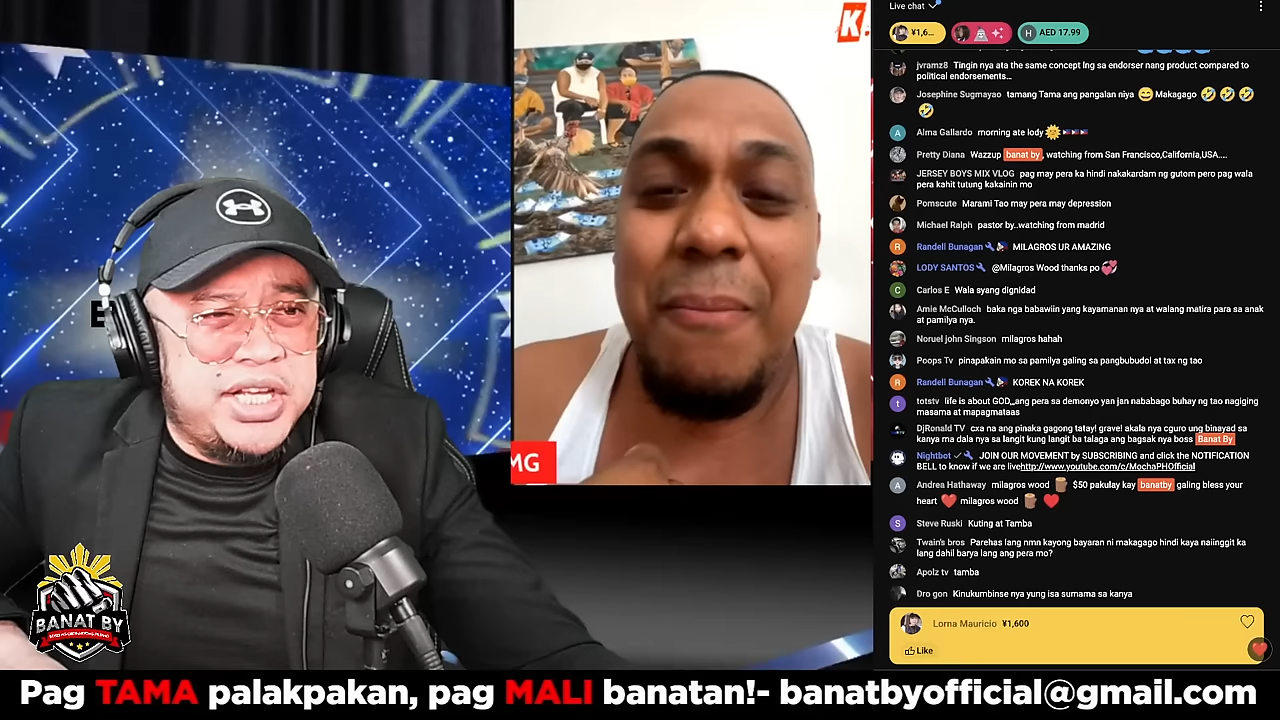 E
MG
K.
BANAT BY
Pag TAMA palakpakan, pag MALI banatan!- banatbyofficial@gmail.com
Live chat
¥1,6...
H AED 17.99
jvramz8 Tingin nya ata the same concept lng sa endorser nang product compared to
political endorsements...
Josephine Sugmayao tamang Tama ang pangalan niya 😄 Makagago 🤣 🤣 🤣
🤣
A Alma Gallardo morning ate lody🌞🇵🇭🇵🇭🇵🇭
Pretty Diana Wazzup banat by, watching from San Francisco,California,USA....
JERSEY BOYS MIX VLOG pag may pera ka hindi nakakardam ng gutom pero pag wala
pera kahit tutung kakainin mo
Pomscute Marami Tao may pera may depression
Michael Ralph pastor by..watching from madrid
R Randell Bunagan MILAGROS UR AMAZING
LODY SANTOS @Milagros Wood thanks po💞
C Carlos E Wala syang dignidad
Amie McCulloch baka nga babawiin yang kayamanan nya at walang matira para sa anak
at pamilya nya.
Noruel john Singson milagros hahah
Poops Tv pinapakain mo sa pamilya galing sa pangbubudol at tax ng tao
R Randell Bunagan KOREK NA KOREK
t totstv life is about GOD,,,ang pera sa demonyo yan jan nababago buhay ng tao nagiging
masama at mapagmataas
DjRonald TV cxa na ang pinaka gagong tatay! grave! akala nya cguro ung binayad sa
kanya ma dala nya sa langit kung langit ba talaga ang bagsak nya boss Banat By
Nightbot ✓ JOIN OUR MOVEMENT by SUBSCRIBING and click the NOTIFICATION
BELL to know if we are livehttp://www.youtube.com/c/MochaPHOfficial
A Andrea Hathaway milagros wood 🪵 $50 pakulay kay banatby galing bless your
heart ❤️ milagros wood 🪵 ♥️
S Steve Ruski Kuting at Tamba
Twain's bros Parehas lang nmn kayong bayaran ni makagago hindi kaya naiinggit ka
lang dahil barya lang ang pera mo?
Apolz tv tamba
Dro gon Kinukumbinse nya yung isa sumama sa kanya
Lorna Mauricio ¥1,600
Like